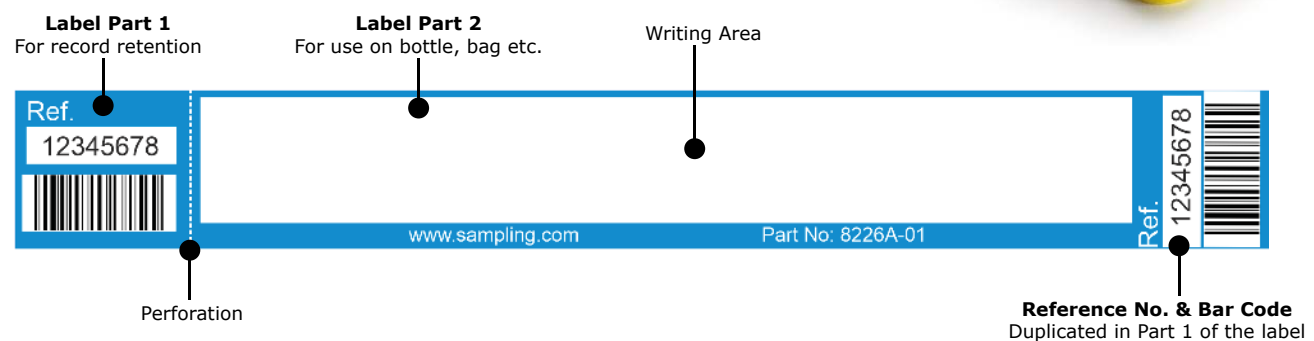 Label Part 1
For record retention
Label Part 2
For use on bottle, bag etc.
Writing Area
Ref.
12345678
www.sampling.com
Part No: 8226A-01
Ref.
12345678
Perforation
Reference No. & Bar Code
Duplicated in Part 1 of the label